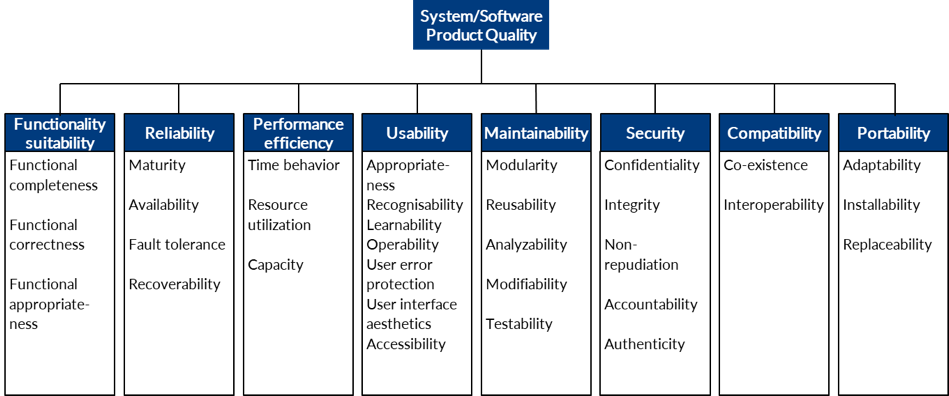 System/Software
Product Quality
Functionality
suitability
Functional
completeness
Functional
correctness
Functional
appropriate-
ness
Reliability
Maturity
Availability
Fault tolerance
Recoverability
Performance
efficiency
Time behavior
Resource
utilization
Capacity
Usability
Appropriate-
ness
Recognisability
Learnability
Operability
User error
protection
User interface
aesthetics
Accessibility
Maintainability
Modularity
Reusability
Analyzability
Modifiability
Testability
Security
Confidentiality
Integrity
Non-
repudiation
Accountability
Authenticity
Compatibility
Co-existence
Interoperability
Portability
Adaptability
Installability
Replaceability